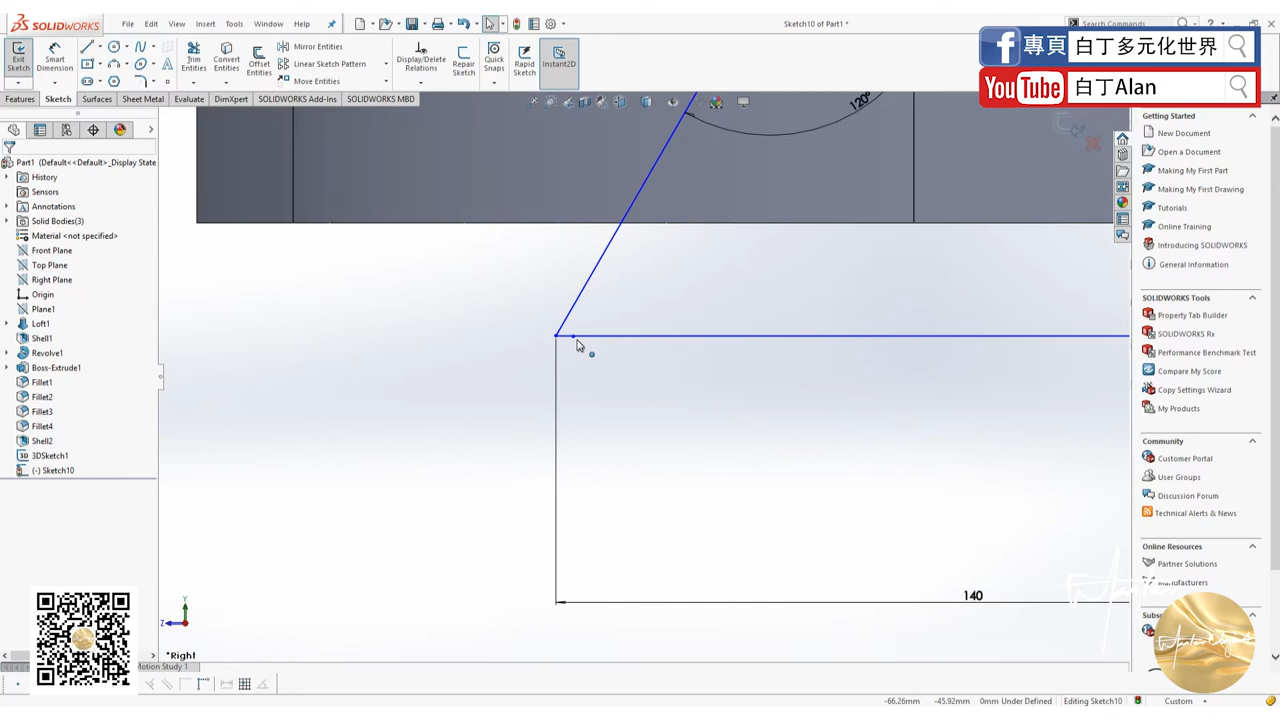 SOLIDWORKS
File
Edit
View
Insert
Tools
Window
Help
Sketch10 of Part1 *
Search Commands
專頁 白丁多元化世界
YouTube 白丁Alan
Exit Sketch
Smart Dimension
Trim Entities
Convert Entities
Offset Entities
Mirror Entities
Linear Sketch Pattern
Move Entities
Display/Delete Relations
Repair Sketch
Quick Snaps
Rapid Sketch
Instant2D
Features
Sketch
Surfaces
Sheet Metal
Evaluate
DimXpert
SOLIDWORKS Add-Ins
SOLIDWORKS MBD
Part1 (Default<<Default>_Display State
History
Sensors
Annotations
Solid Bodies(3)
Material <not specified>
Front Plane
Top Plane
Right Plane
Origin
Plane1
Loft1
Shell1
Revolve1
Boss-Extrude1
Fillet1
Fillet2
Fillet3
Fillet4
Shell2
3D 3DSketch1
(-) Sketch10
120°
140
Y
Z
*Right
Getting Started
New Document
Open a Document
Making My First Part
Making My First Drawing
Tutorials
Online Training
Introducing SOLIDWORKS
General Information
SOLIDWORKS Tools
Property Tab Builder
SOLIDWORKS Rx
Performance Benchmark Test
Compare My Score
Copy Settings Wizard
My Products
Community
Customer Portal
User Groups
Discussion Forum
Technical Alerts & News
Online Resources
Partner Solutions
Manufacturers
Motion Study 1
-66.26mm
-45.92mm
0mm Under Defined
Editing Sketch10
Custom